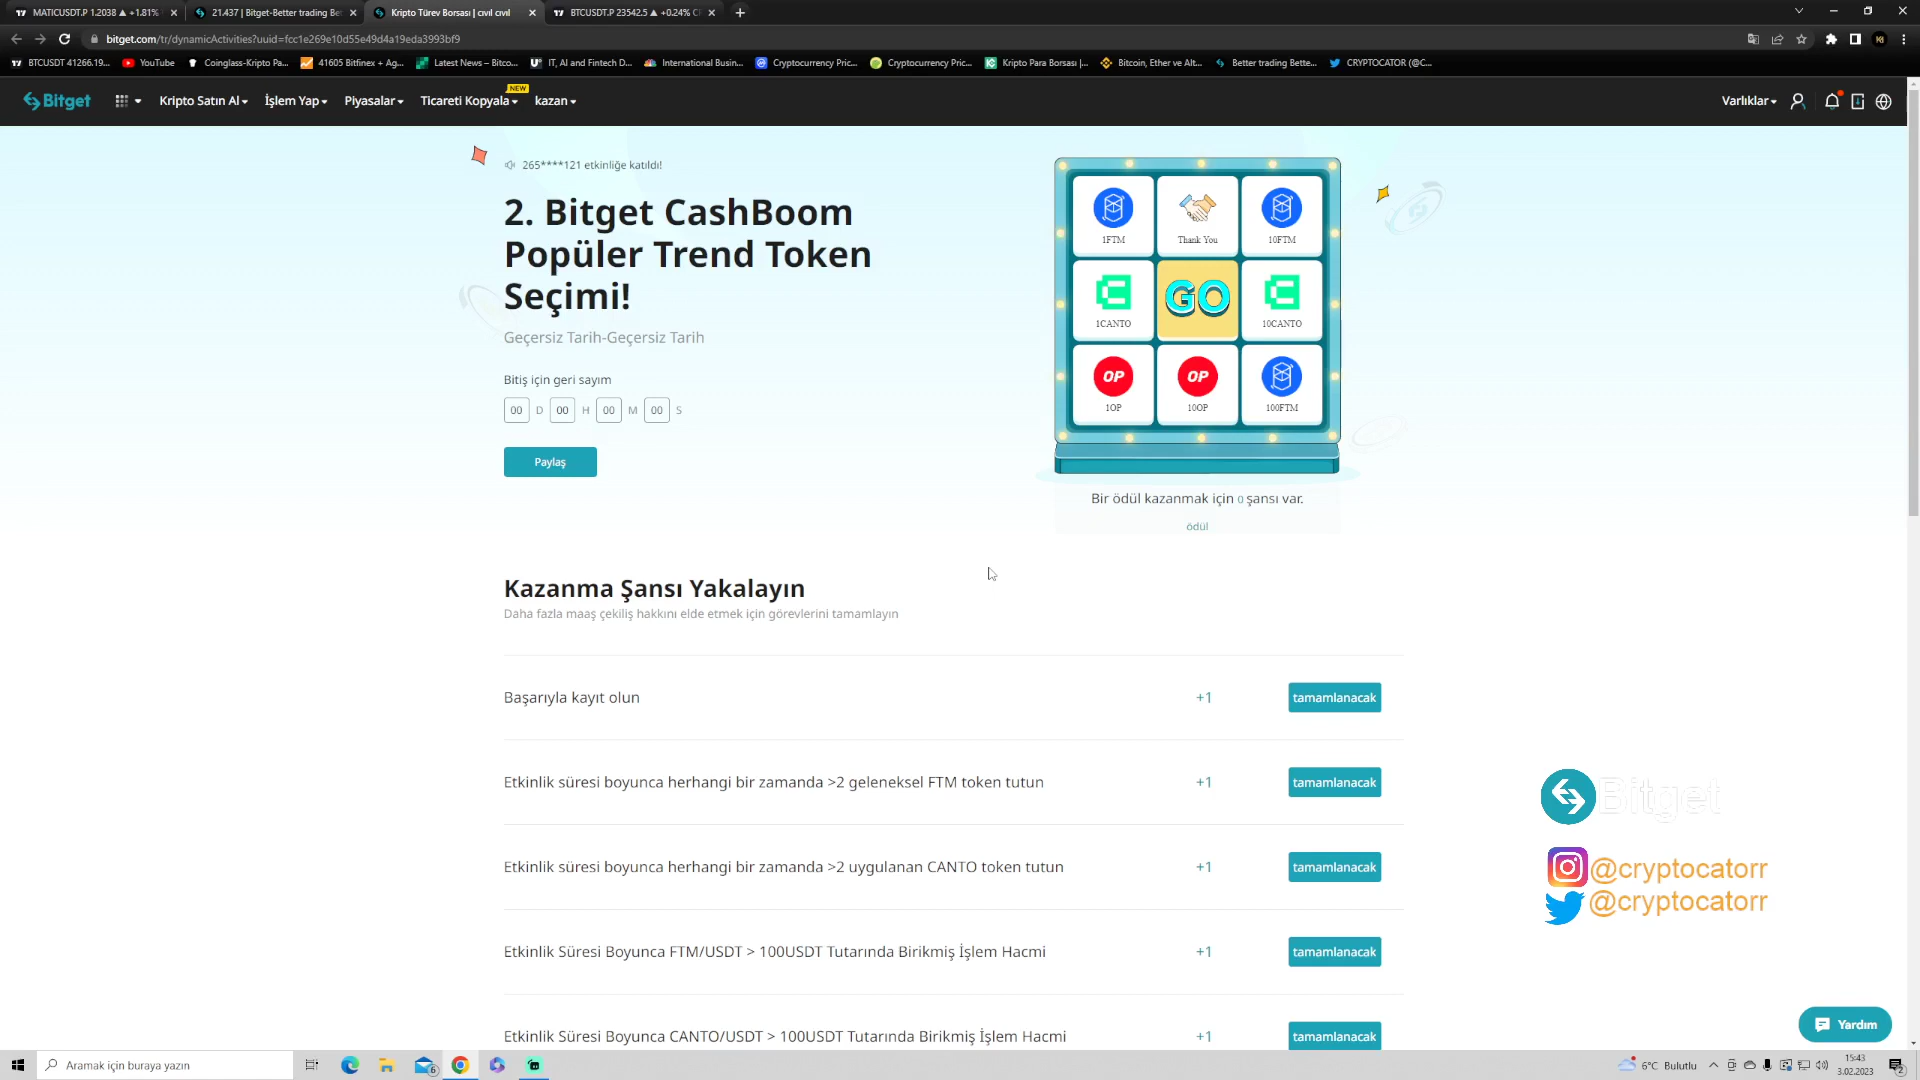 MATICUSDT.P 1.2038 ▲ +1.81%
21.437 | Bitget-Better trading Be
Kripto Türev Borsası | cıvıl cıvıl
BTCUSDT.P 23542.5 ▲ +0.24%
bitget.com/tr/dynamicActivities?uuid=fcc1e269e10d55e49d4a19eda3993bf9
BTCUSDT 41266.19...
YouTube
Coinglass-Kripto Pa...
41605 Bitfinex + Ag...
Latest News – Bitco...
IT, AI and Fintech D...
International Busin...
Cryptocurrency Pric...
Cryptocurrency Pric...
Kripto Para Borsası |...
Bitcoin, Ether ve Alt...
Better trading Bette...
CRYPTOCATOR (@C...
Bitget
Kripto Satın Al
İşlem Yap
Piyasalar
Ticareti Kopyala
NEW
kazan
Varlıklar
265****121 etkinliğe katıldı!
2. Bitget CashBoom
Popüler Trend Token
Seçimi!
Geçersiz Tarih-Geçersiz Tarih
Bitiş için geri sayım
00 D 00 H 00 M 00 S
Paylaş
1FTM
Thank You
10FTM
1CANTO
GO
10CANTO
OP
1OP
OP
10OP
100FTM
Bir ödül kazanmak için 0 şansı var.
ödül
Kazanma Şansı Yakalayın
Daha fazla maaş çekiliş hakkını elde etmek için görevlerini tamamlayın
Başarıyla kayıt olun +1 tamamlanacak
Etkinlik süresi boyunca herhangi bir zamanda >2 geleneksel FTM token tutun +1 tamamlanacak
Etkinlik süresi boyunca herhangi bir zamanda >2 uygulanan CANTO token tutun +1 tamamlanacak
Etkinlik Süresi Boyunca FTM/USDT > 100USDT Tutarında Birikmiş İşlem Hacmi +1 tamamlanacak
Etkinlik Süresi Boyunca CANTO/USDT > 100USDT Tutarında Birikmiş İşlem Hacmi +1 tamamlanacak
Bitget
@cryptocatorr
@cryptocatorr
Yardım
Aramak için buraya yazın
6
6°C Bulutlu
15:43
3.02.2023
2